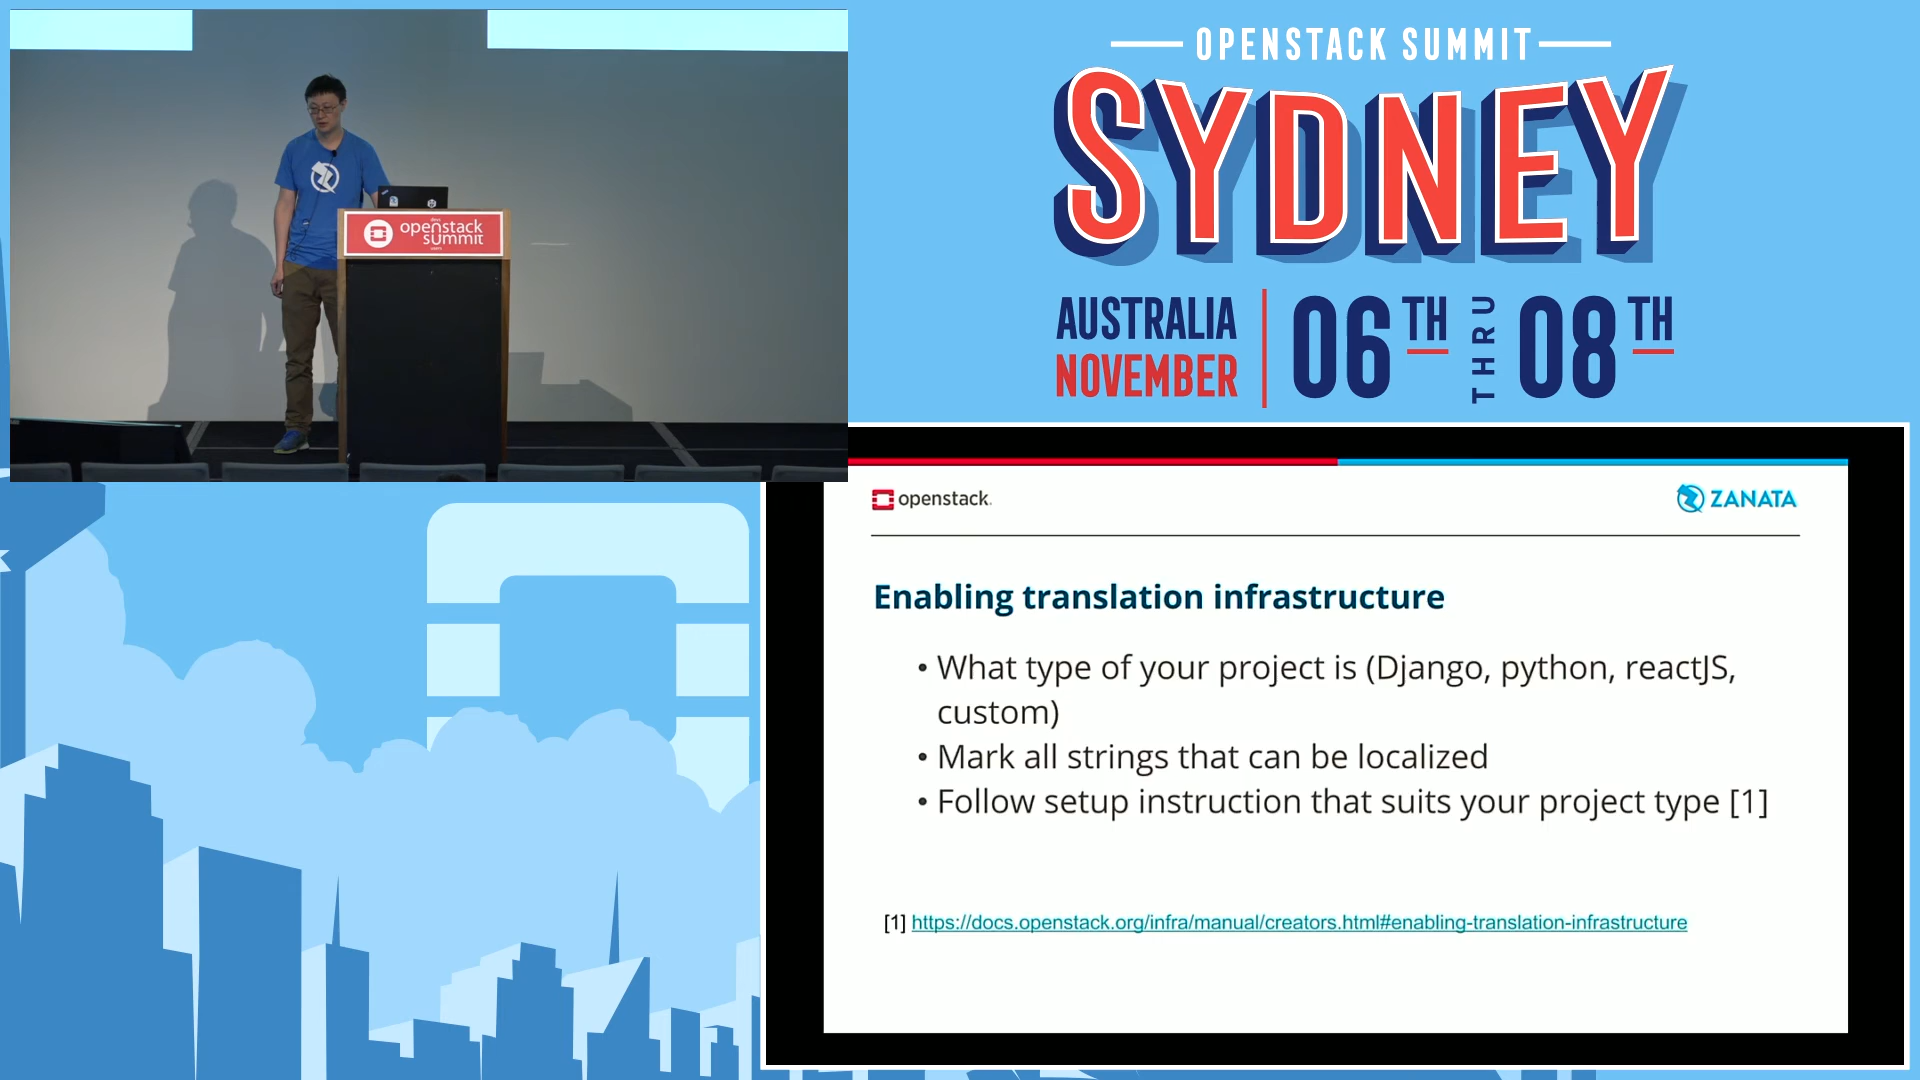 OPENSTACK SUMMIT
SYDNEY
AUSTRALIA
NOVEMBER
06TH THRU 08TH
openstack
summit
openstack.
ZANATA
Enabling translation infrastructure
• What type of your project is (Django, python, reactJS,
custom)
• Mark all strings that can be localized
• Follow setup instruction that suits your project type [1]
[1] https://docs.openstack.org/infra/manual/creators.html#enabling-translation-infrastructure